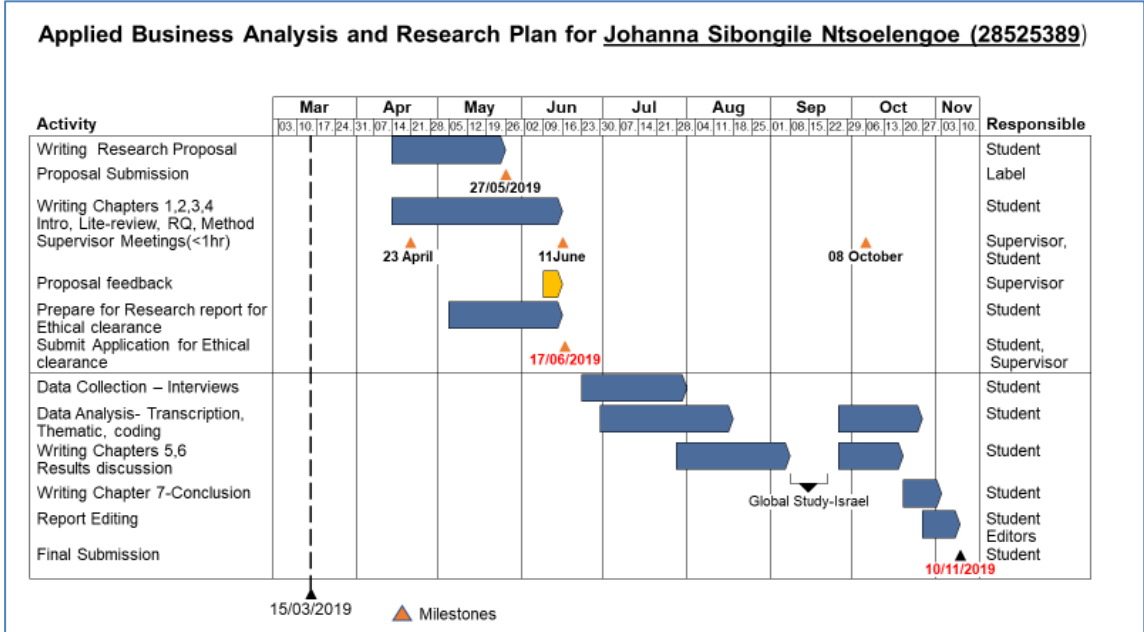 Applied Business Analysis and Research Plan for Johanna Sibongile Ntsoelengoe (28525389)
Mar Apr May Jun Jul Aug Sep Oct Nov
Activity 03. 10. 17. 24. 31. 07. 14. 21. 28. 05. 12. 19. 26. 02. 09. 16. 23. 30. 07. 14. 21. 28. 04. 11. 18. 25. 01. 08. 15. 22. 29. 06. 13. 20. 27. 03. 10. Responsible
Writing Research Proposal Student
Proposal Submission Label
27/05/2019
Writing Chapters 1,2,3,4 Student
Intro, Lite-review, RQ, Method
Supervisor Meetings(<1hr) Supervisor,
23 April 11June 08 October Student
Proposal feedback Supervisor
Prepare for Research report for Student
Ethical clearance
Submit Application for Ethical Student,
clearance 17/06/2019 Supervisor
Data Collection – Interviews Student
Data Analysis- Transcription, Student
Thematic, coding
Writing Chapters 5,6 Student
Results discussion
Global Study-Israel
Writing Chapter 7-Conclusion Student
Report Editing Student
Editors
Final Submission Student
10/11/2019
15/03/2019
Milestones